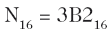 N₁₆ = 3B2₁₆